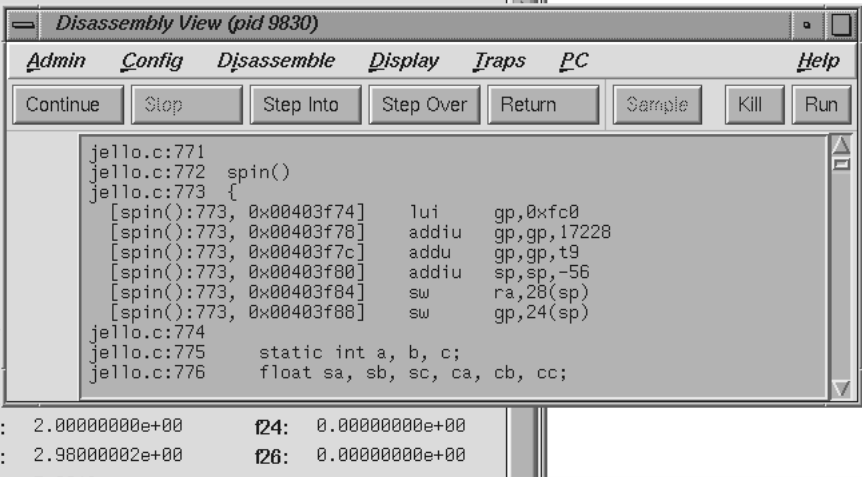 Disassembly View (pid 9830)
Admin Config Disassemble Display Traps PC Help
Continue Stop Step Into Step Over Return Sample Kill Run
jello.c:771
jello.c:772  spin()
jello.c:773  {
[spin():773, 0x00403f74]    lui     gp,0xfc0
[spin():773, 0x00403f78]    addiu   gp,gp,17228
[spin():773, 0x00403f7c]    addu    gp,gp,t9
[spin():773, 0x00403f80]    addiu   sp,sp,-56
[spin():773, 0x00403f84]    sw      ra,28(sp)
[spin():773, 0x00403f88]    sw      gp,24(sp)
jello.c:774
jello.c:775     static int a, b, c;
jello.c:776     float sa, sb, sc, ca, cb, cc;
: 2.00000000e+00 f24: 0.00000000e+00
: 2.98000002e+00 f26: 0.00000000e+00